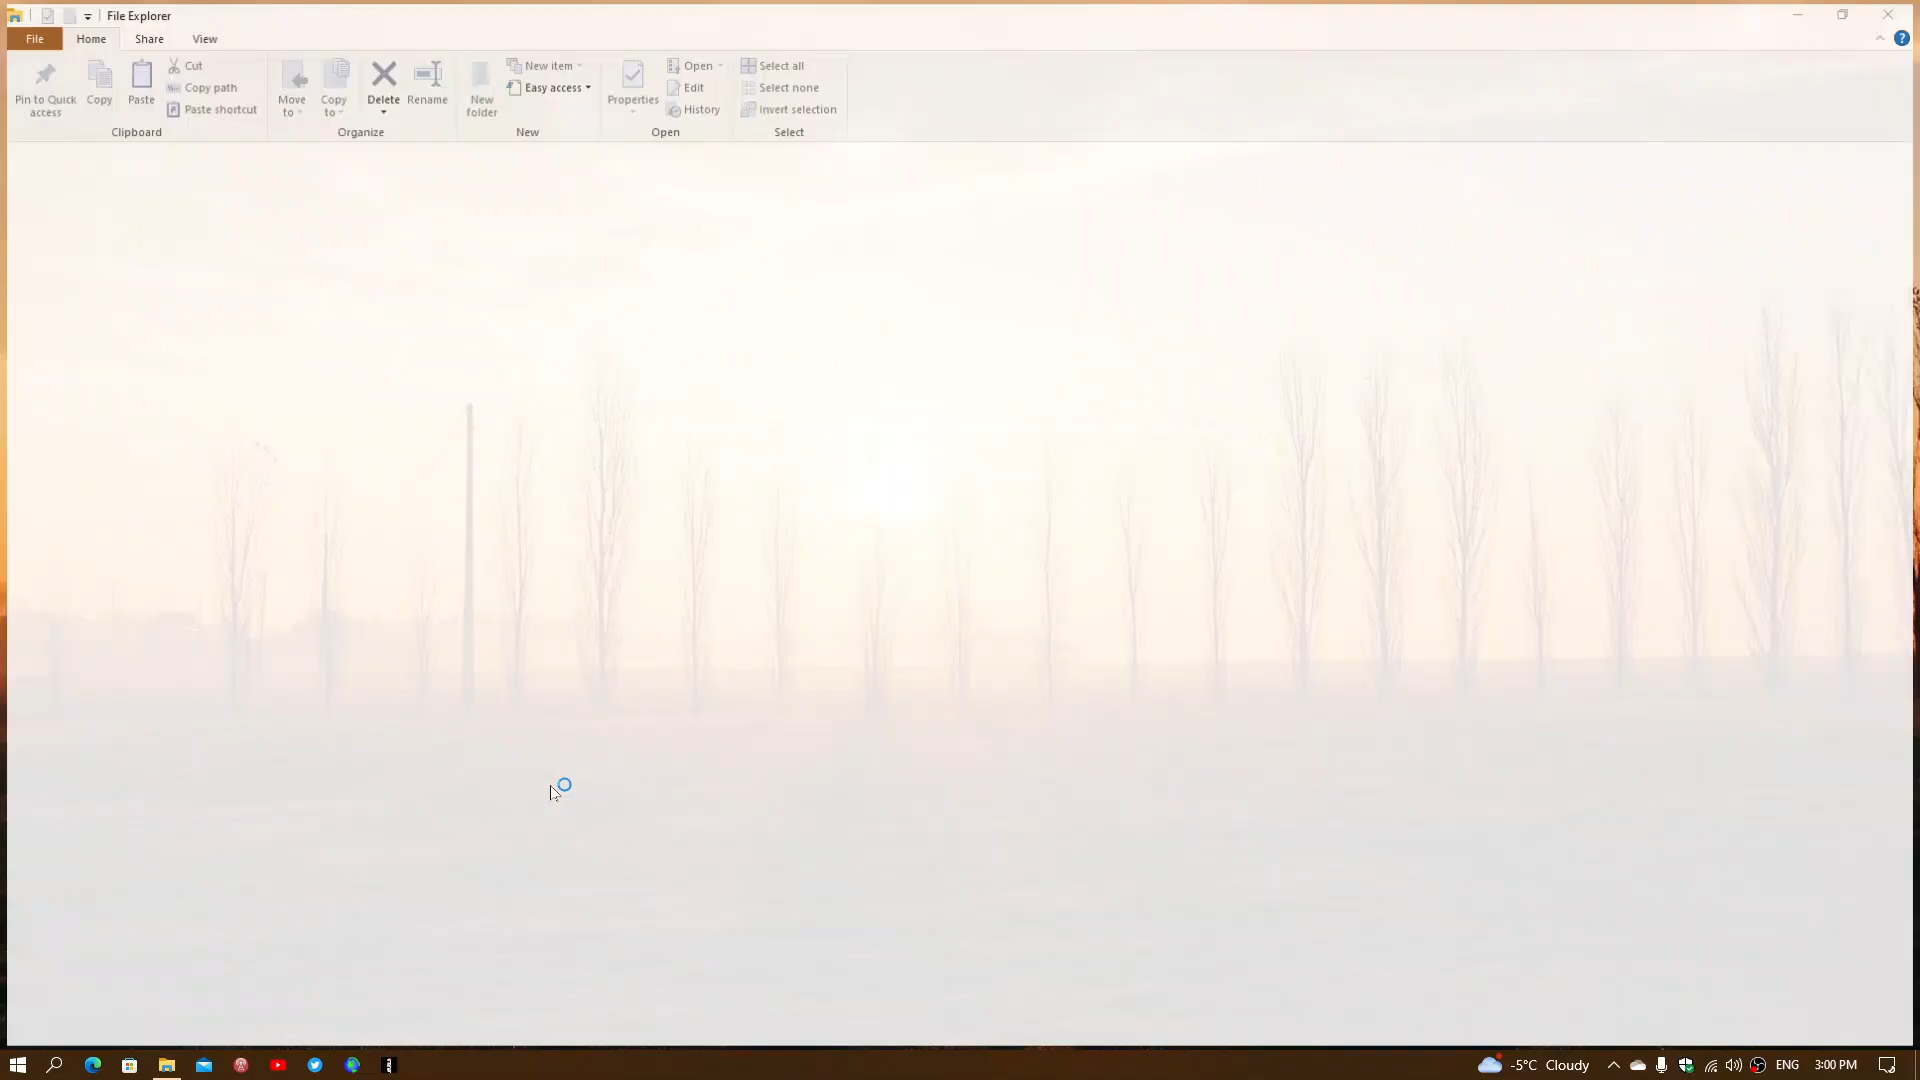 File Explorer
File Home Share View
Pin to Quick access
Copy
Paste
Cut
Copy path
Paste shortcut
Clipboard
Move to
Copy to
Delete
Rename
Organize
New folder
New item
Easy access
New
Properties
Open
Edit
History
Open
Select all
Select none
Invert selection
Select
-5°C Cloudy
ENG
3:00 PM